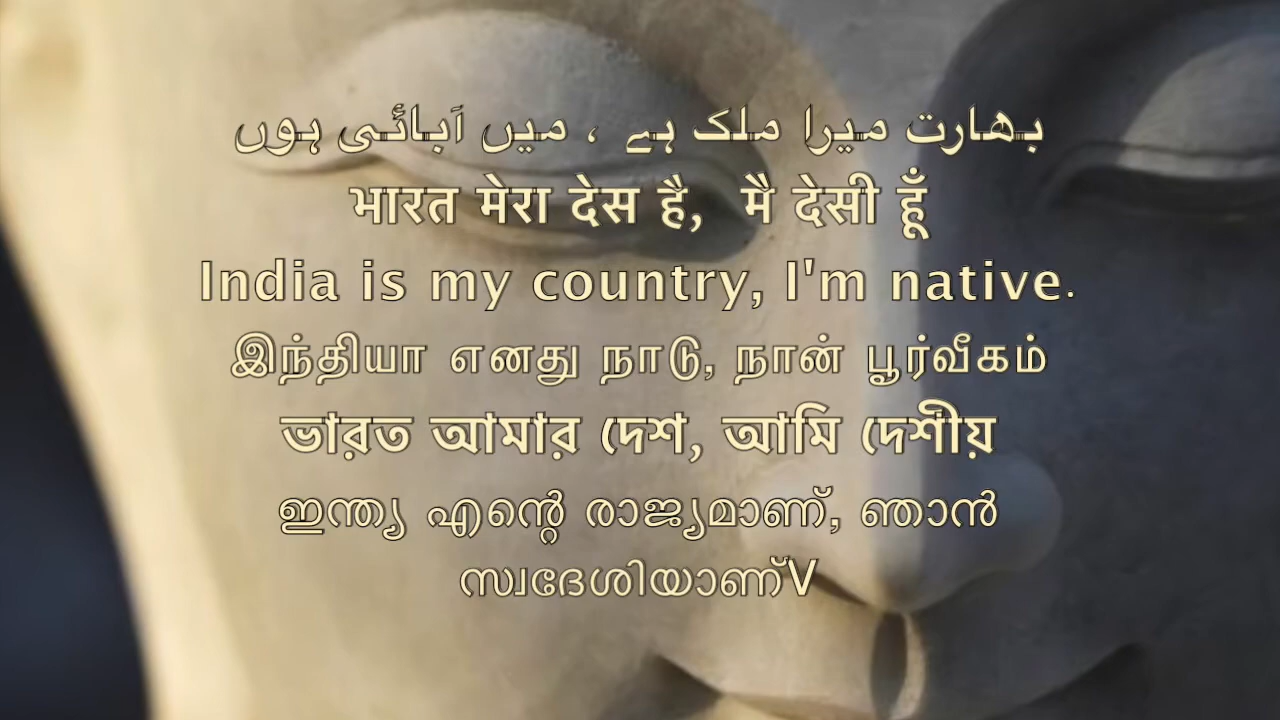 بھارت میرا ملک ہے ، میں آبائی ہوں
भारत मेरा देस है, मै देसी हूँ
India is my country, I'm native.
இந்தியா எனது நாடு, நான் பூர்வீகம்
ভারত আমার দেশ, আমি দেশীয়
ഇന്ത്യ എന്റെ രാജ്യമാണ്, ഞാൻ
സ്വദേശിയാണ്V